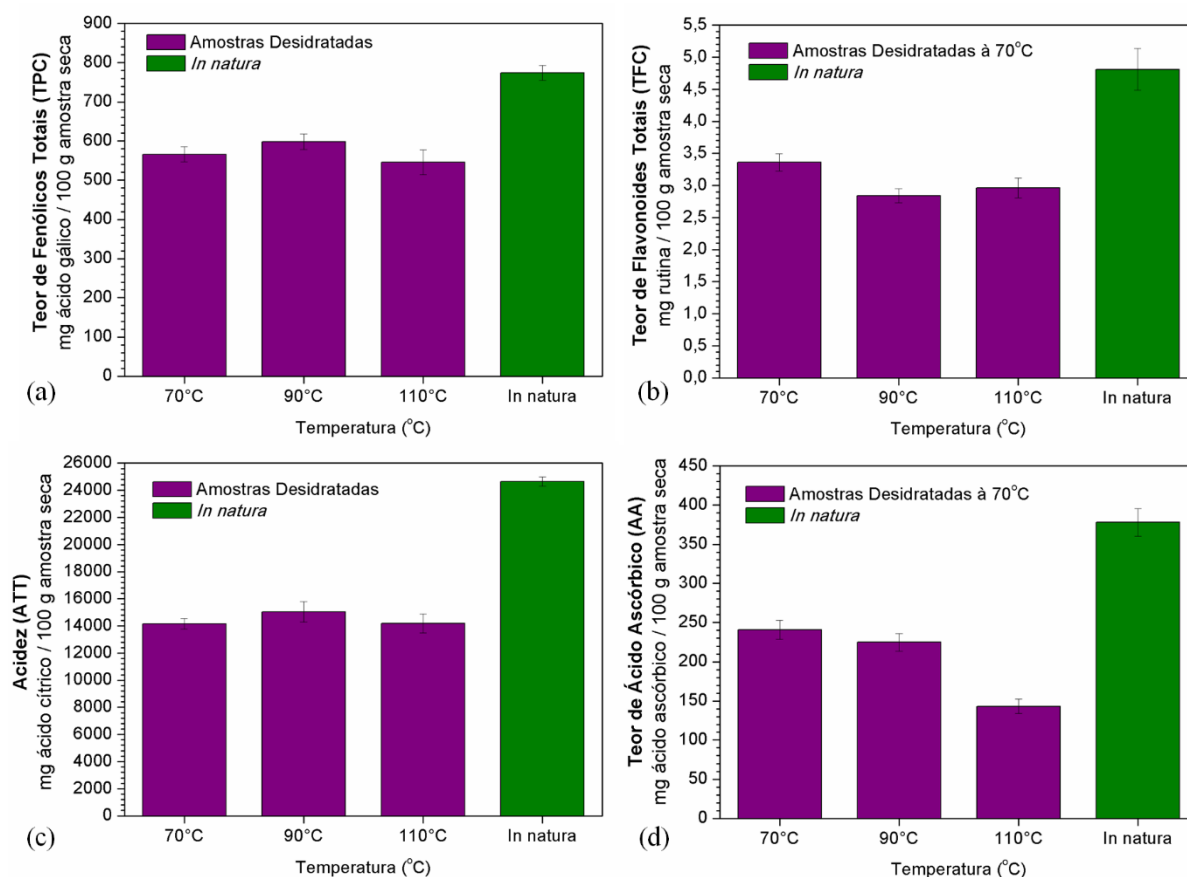 Teor de Fenólicos Totais (TPC)
mg ácido gálico / 100 g amostra seca
900
800
700
600
500
400
300
200
100
0
Amostras Desidratadas
In natura
70°C 90°C 110°C In natura
Temperatura (°C)
(a)
Teor de Flavonoides Totais (TFC)
mg rutina / 100 g amostra seca
5,5
5,0
4,5
4,0
3,5
3,0
2,5
2,0
1,5
1,0
0,5
0,0
Amostras Desidratadas à 70°C
In natura
70°C 90°C 110°C In natura
Temperatura (°C)
(b)
Acidez (ATT)
mg ácido cítrico / 100 g amostra seca
26000
24000
22000
20000
18000
16000
14000
12000
10000
8000
6000
4000
2000
0
Amostras Desidratadas
In natura
70°C 90°C 110°C In natura
Temperatura (°C)
(c)
Teor de Ácido Ascórbico (AA)
mg ácido ascórbico / 100 g amostra seca
450
400
350
300
250
200
150
100
50
0
Amostras Desidratadas à 70°C
In natura
70°C 90°C 110°C In natura
Temperatura (°C)
(d)